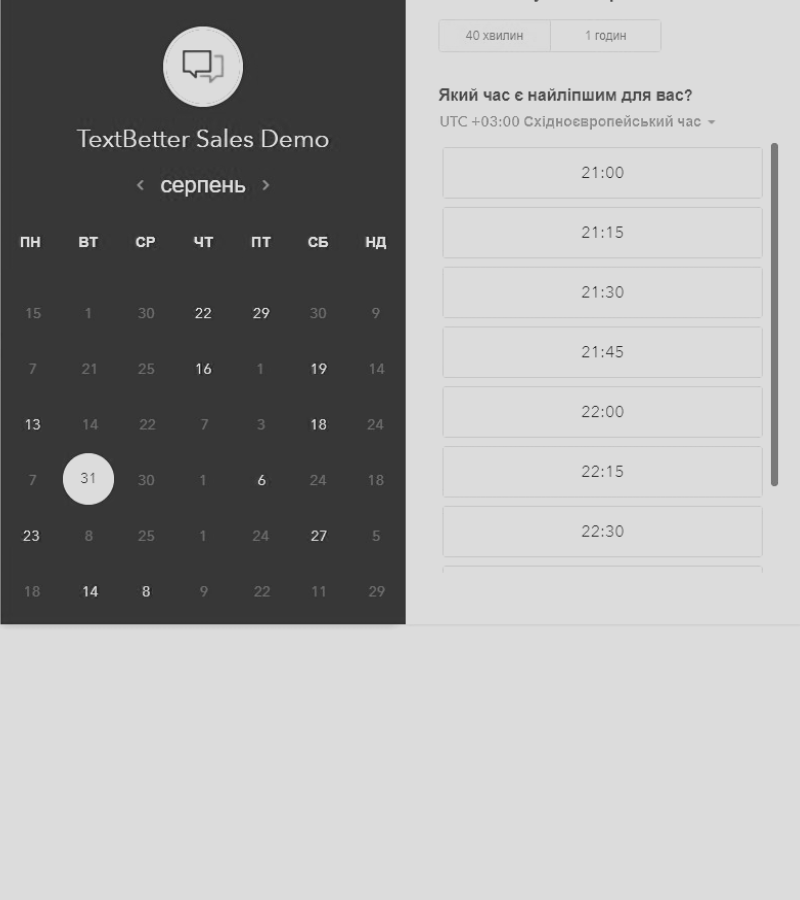 TextBetter Sales Demo
серпень
ПН ВТ СР ЧТ ПТ СБ НД
15 1 30 22 29 30 9
7 21 25 16 1 19 14
13 14 22 7 3 18 24
7 31 30 1 6 24 18
23 8 25 1 24 27 5
18 14 8 9 22 11 29
40 хвилин 1 годин
Який час є найліпшим для вас?
UTC +03:00 Східноєвропейський час
21:00
21:15
21:30
21:45
22:00
22:15
22:30